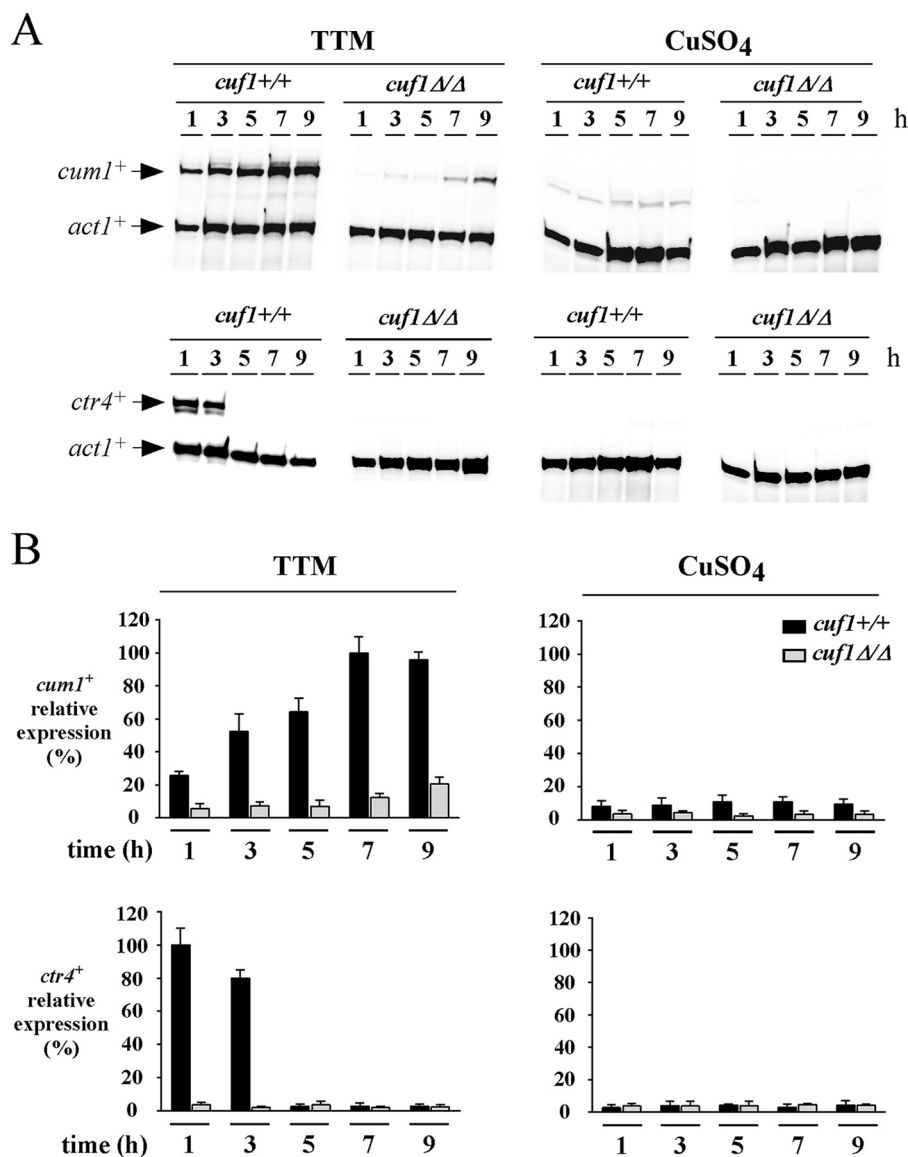 A
TTM CuSO4
cuf1+/+ cuf1Δ/Δ cuf1+/+ cuf1Δ/Δ
1 3 5 7 9 1 3 5 7 9 1 3 5 7 9 1 3 5 7 9 h
cum1+
act1+
cuf1+/+ cuf1Δ/Δ cuf1+/+ cuf1Δ/Δ
1 3 5 7 9 1 3 5 7 9 1 3 5 7 9 1 3 5 7 9 h
ctr4+
act1+
B
TTM CuSO4
cum1+
relative
expression
(%)
120
100
80
60
40
20
0
time (h) 1 3 5 7 9
120
100
80
60
40
20
0
1 3 5 7 9
cuf1+/+
cuf1Δ/Δ
ctr4+
relative
expression
(%)
120
100
80
60
40
20
0
time (h) 1 3 5 7 9
120
100
80
60
40
20
0
1 3 5 7 9